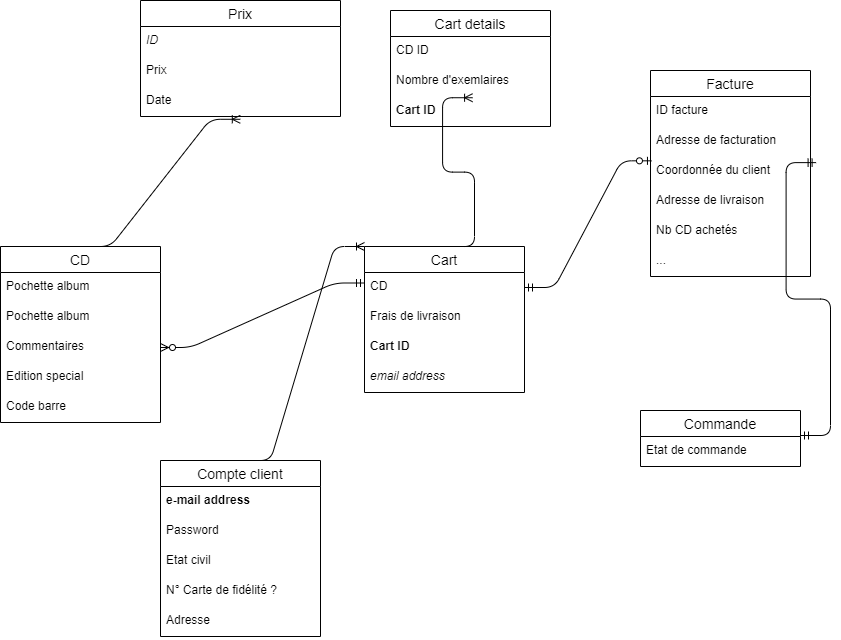 Prix
ID
Prix
Date
Cart details
CD ID
Nombre d'exemlaires
Cart ID
Facture
ID facture
Adresse de facturation
Coordonnée du client
Adresse de livraison
Nb CD achetés
...
CD
Pochette album
Pochette album
Commentaires
Edition special
Code barre
Cart
CD
Frais de livraison
Cart ID
email address
Commande
Etat de commande
Compte client
e-mail address
Password
Etat civil
N° Carte de fidélité ?
Adresse